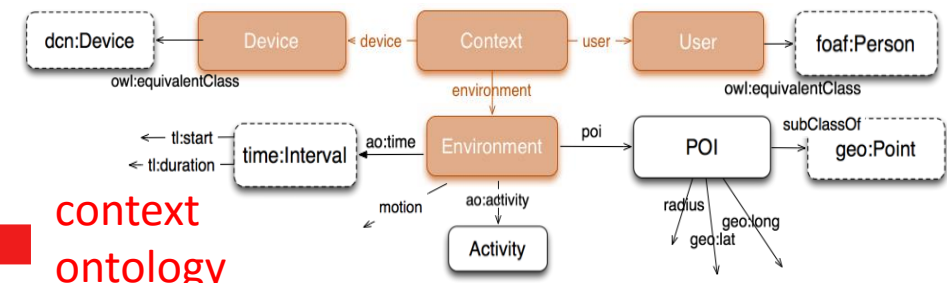 dcn:Device
Device
device
Context
user
User
foaf:Person
owl:equivalentClass
environment
owl:equivalentClass
tl:start
tl:duration
time:Interval
ao:time
Environment
poi
POI
subClassOf
geo:Point
motion
ao:activity
Activity
radius
geo:lat
geo:long
context
ontology